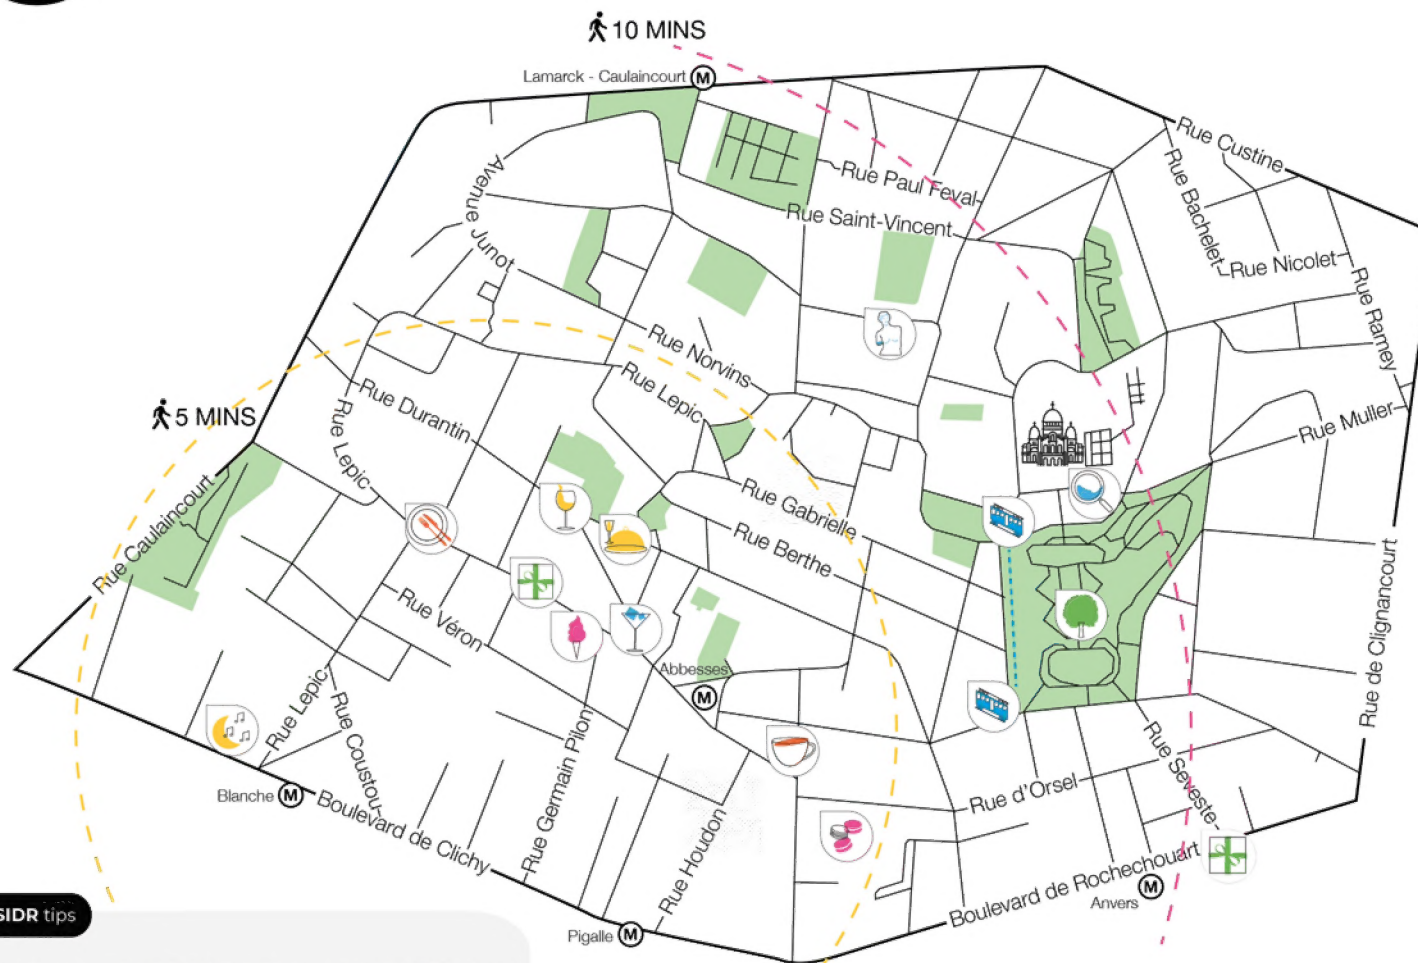 10 MINS
Lamarck - Caulaincourt M
Rue Custine
Avenue Junot
Rue Paul Feval
Rue Bachelet
Rue Saint-Vincent
Rue Nicolet
Rue Ramey
Rue Norvins
Rue Lepic
Rue Durantin
5 MINS
Rue Lepic
Rue Muller
Rue Caulaincourt
Rue Gabrielle
Rue Berthe
Rue de Clignancourt
Rue Véron
Abbesses
M
Rue Lepic
Rue Coustou
Rue Germain Pilon
Rue Seveste
Rue d'Orsel
Blanche M
Boulevard de Clichy
Rue Houdon
Boulevard de Rochechouart
Anvers M
SIDR tips
Pigalle M